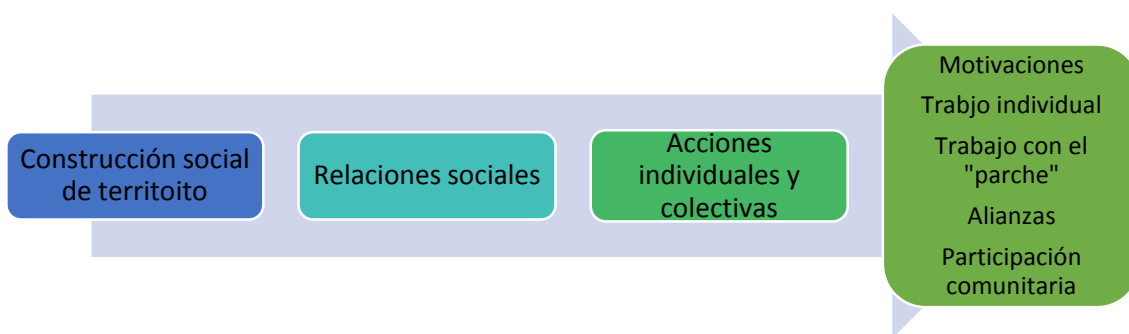 Construcción social
de territoito
Relaciones sociales
Acciones
individuales y
colectivas
Motivaciones
Trabjo individual
Trabajo con el
"parche"
Alianzas
Participación
comunitaria